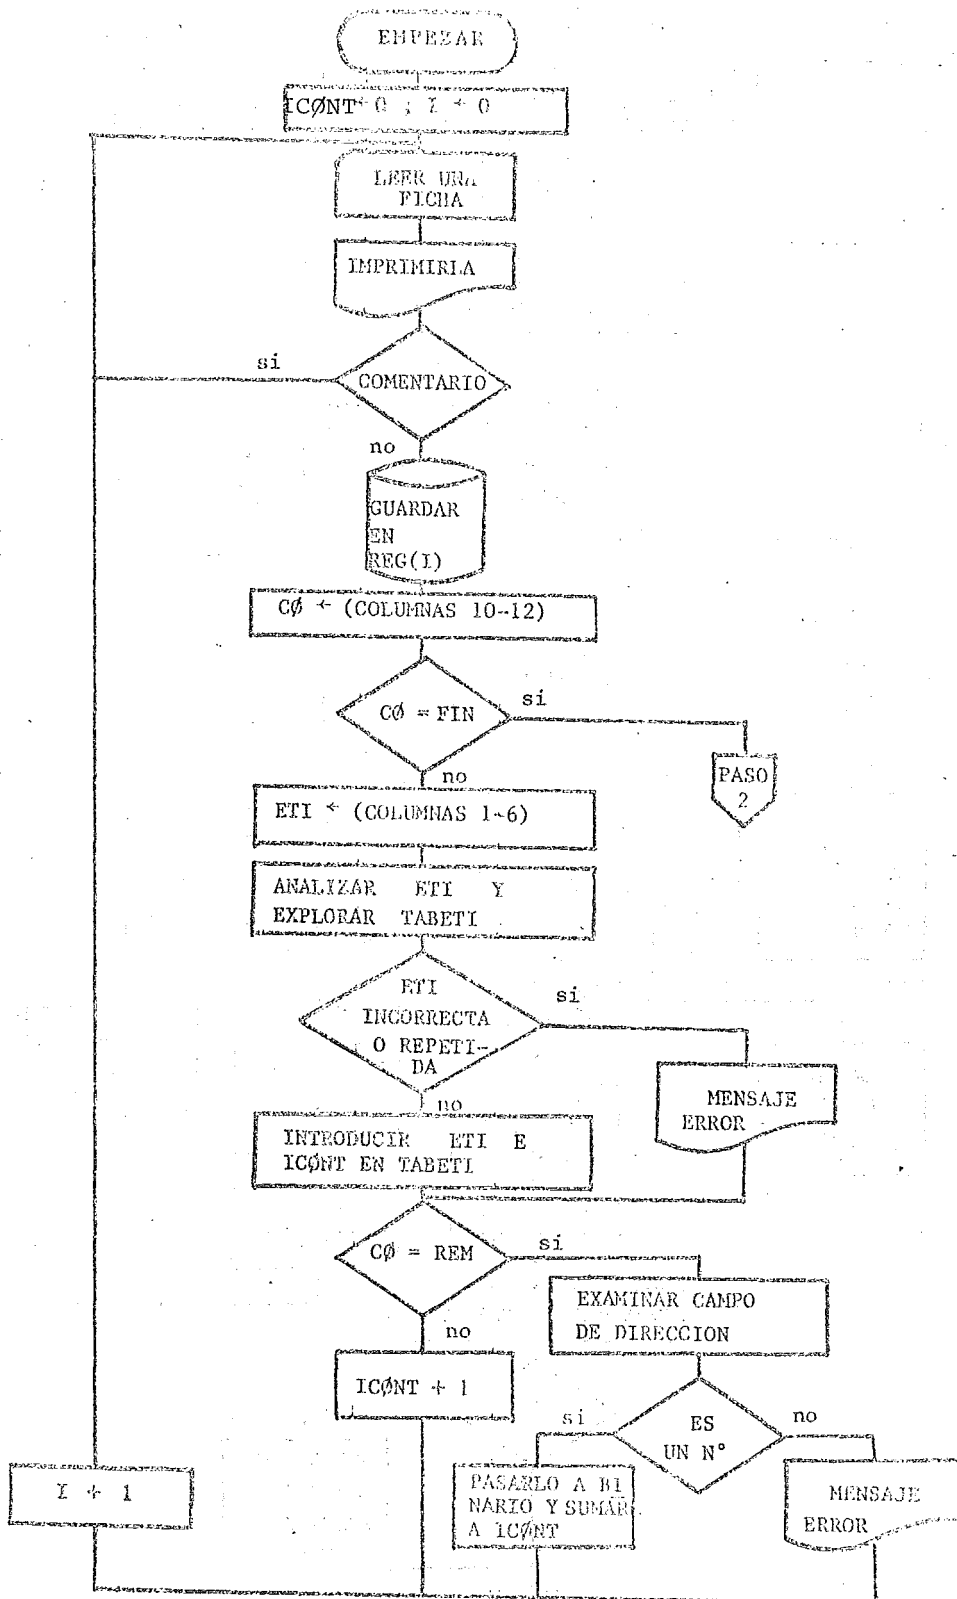 EMPEZAR
ICØNT ← 0 ; I ← 0
LEER UNA
FICHA
IMPRIMIRLA
si
COMENTARIO
no
GUARDAR
EN
REG(I)
CØ ← (COLUMNAS 10-12)
CØ = FIN
si
no
PASO
2
ETI ← (COLUMNAS 1-6)
ANALIZAR ETI Y
EXPLORAR TABETI
ETI
INCORRECTA
O REPETI-
DA
si
no
MENSAJE
ERROR
INTRODUCIR ETI E
ICØNT EN TABETI
CØ = REM
si
no
EXAMINAR CAMPO
DE DIRECCION
ICØNT + 1
ES
UN N°
si
no
I + 1
PASARLO A BI
NARIO Y SUMAR
A ICØNT
MENSAJE
ERROR